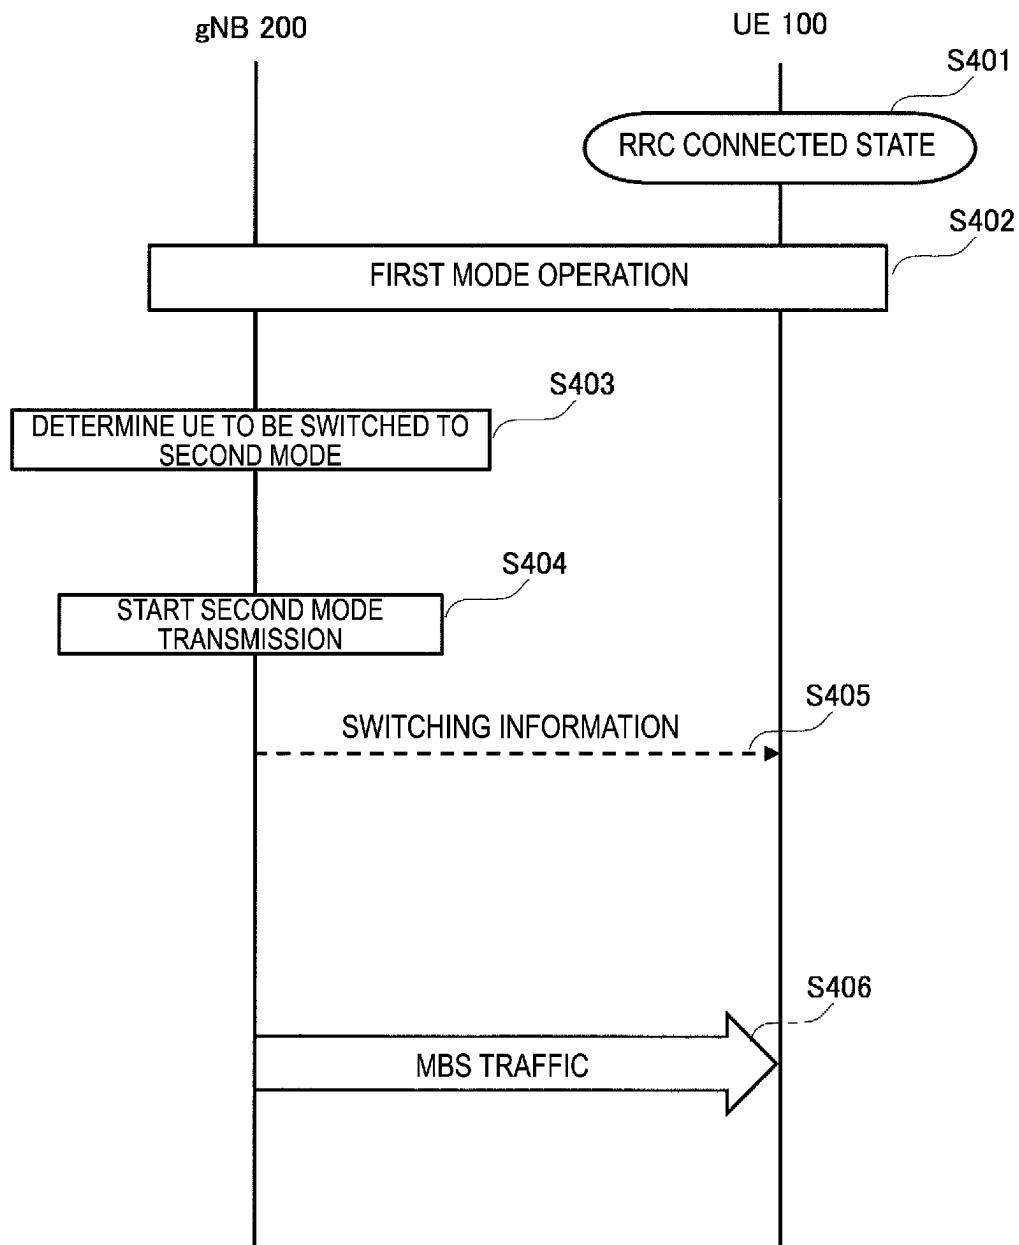 gNB 200
UE 100
S401
RRC CONNECTED STATE
S402
FIRST MODE OPERATION
S403
DETERMINE UE TO BE SWITCHED TO
SECOND MODE
S404
START SECOND MODE
TRANSMISSION
S405
SWITCHING INFORMATION
S406
MBS TRAFFIC